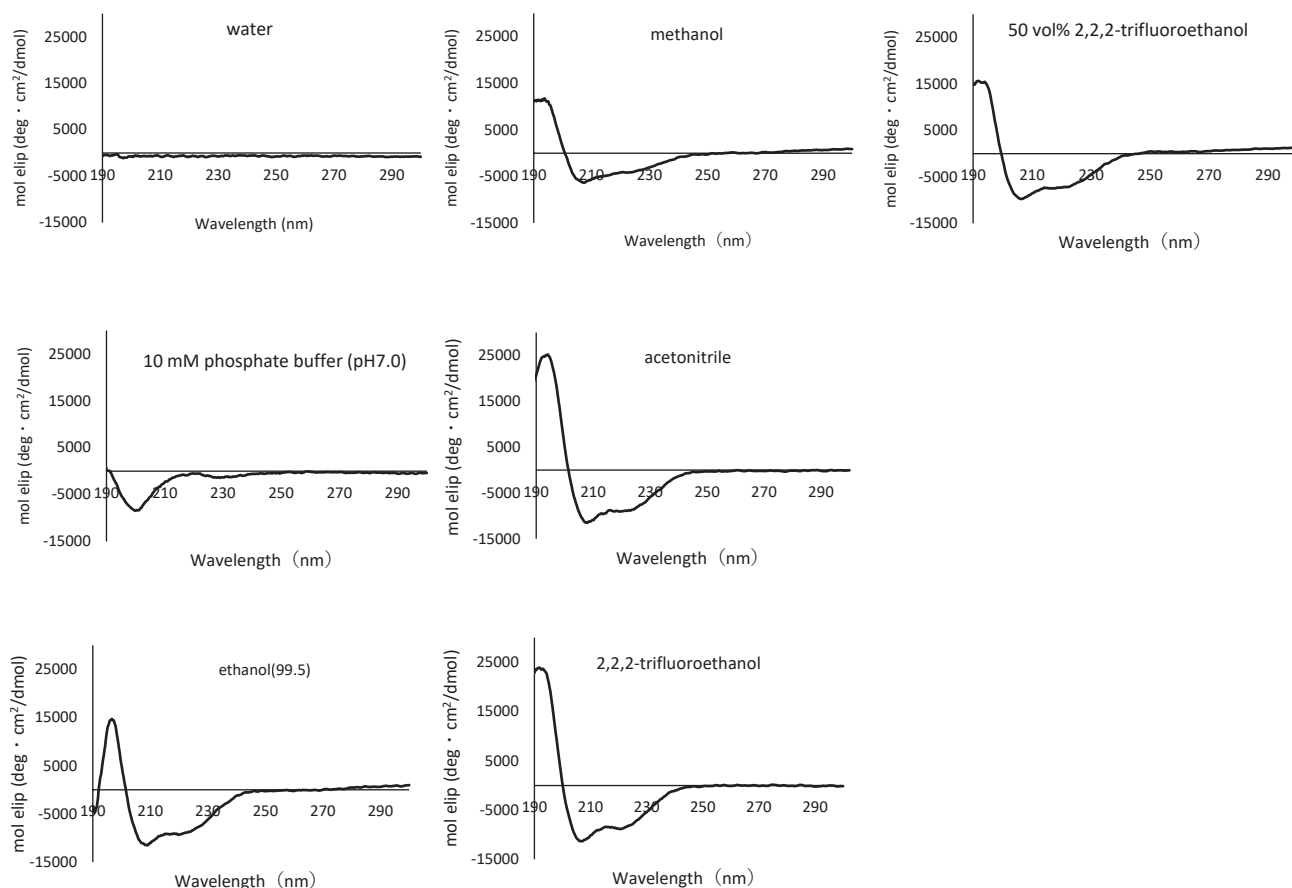 water
25000
15000
5000
-5000
-15000
190 210 230 250 270 290
mol elip (deg・cm²/dmol)
Wavelength (nm)
methanol
25000
15000
5000
-5000
-15000
190 210 230 250 270 290
mol elip (deg・cm²/dmol)
Wavelength（nm）
50 vol% 2,2,2-trifluoroethanol
25000
15000
5000
-5000
-15000
190 210 230 250 270 290
mol elip (deg・cm²/dmol)
Wavelength（nm）
10 mM phosphate buffer (pH7.0)
25000
15000
5000
-5000
-15000
190 210 230 250 270 290
mol elip (deg・cm²/dmol)
Wavelength（nm）
acetonitrile
25000
15000
5000
-5000
-15000
190 210 230 250 270 290
mol elip (deg・cm²/dmol)
Wavelength（nm）
ethanol(99.5)
25000
15000
5000
-5000
-15000
190 210 230 250 270 290
mol elip (deg・cm²/dmol)
Wavelength（nm）
2,2,2-trifluoroethanol
25000
15000
5000
-5000
-15000
190 210 230 250 270 290
mol elip (deg・cm²/dmol)
Wavelength（nm）